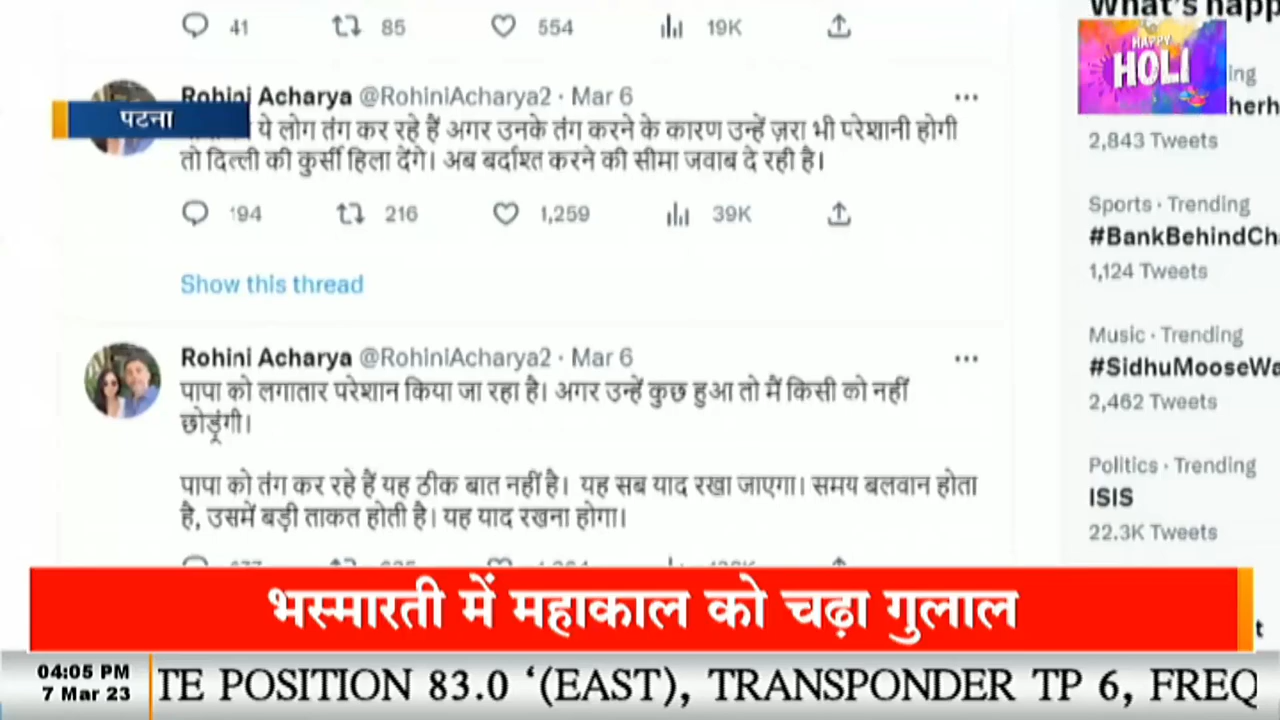 41 85 554 19K
What's happ
HAPPY
HOLI
ing
Rohini Acharya @RohiniAcharya2 · Mar 6
herh
पटना
ये लोग तंग कर रहे हैं अगर उनके तंग करने के कारण उन्हें ज़रा भी परेशानी होगी
तो दिल्ली की कुर्सी हिला देंगे। अब बर्दाश्त करने की सीमा जवाब दे रही है।
2,843 Tweets
194 216 1,259 39K
Sports · Trending
#BankBehindCh
1,124 Tweets
Show this thread
Rohini Acharya @RohiniAcharya2 · Mar 6
पापा को लगातार परेशान किया जा रहा है। अगर उन्हें कुछ हुआ तो मैं किसी को नहीं
छोड़ूंगी।
Music · Trending
#SidhuMooseWa
2,462 Tweets
पापा को तंग कर रहे हैं यह ठीक बात नहीं है। यह सब याद रखा जाएगा। समय बलवान होता
है, उसमें बड़ी ताकत होती है। यह याद रखना होगा।
Politics · Trending
ISIS
22.3K Tweets
भस्मारती में महाकाल को चढ़ा गुलाल
t
04:05 PM
7 Mar 23
TE POSITION 83.0 ‘(EAST), TRANSPONDER TP 6, FREQ